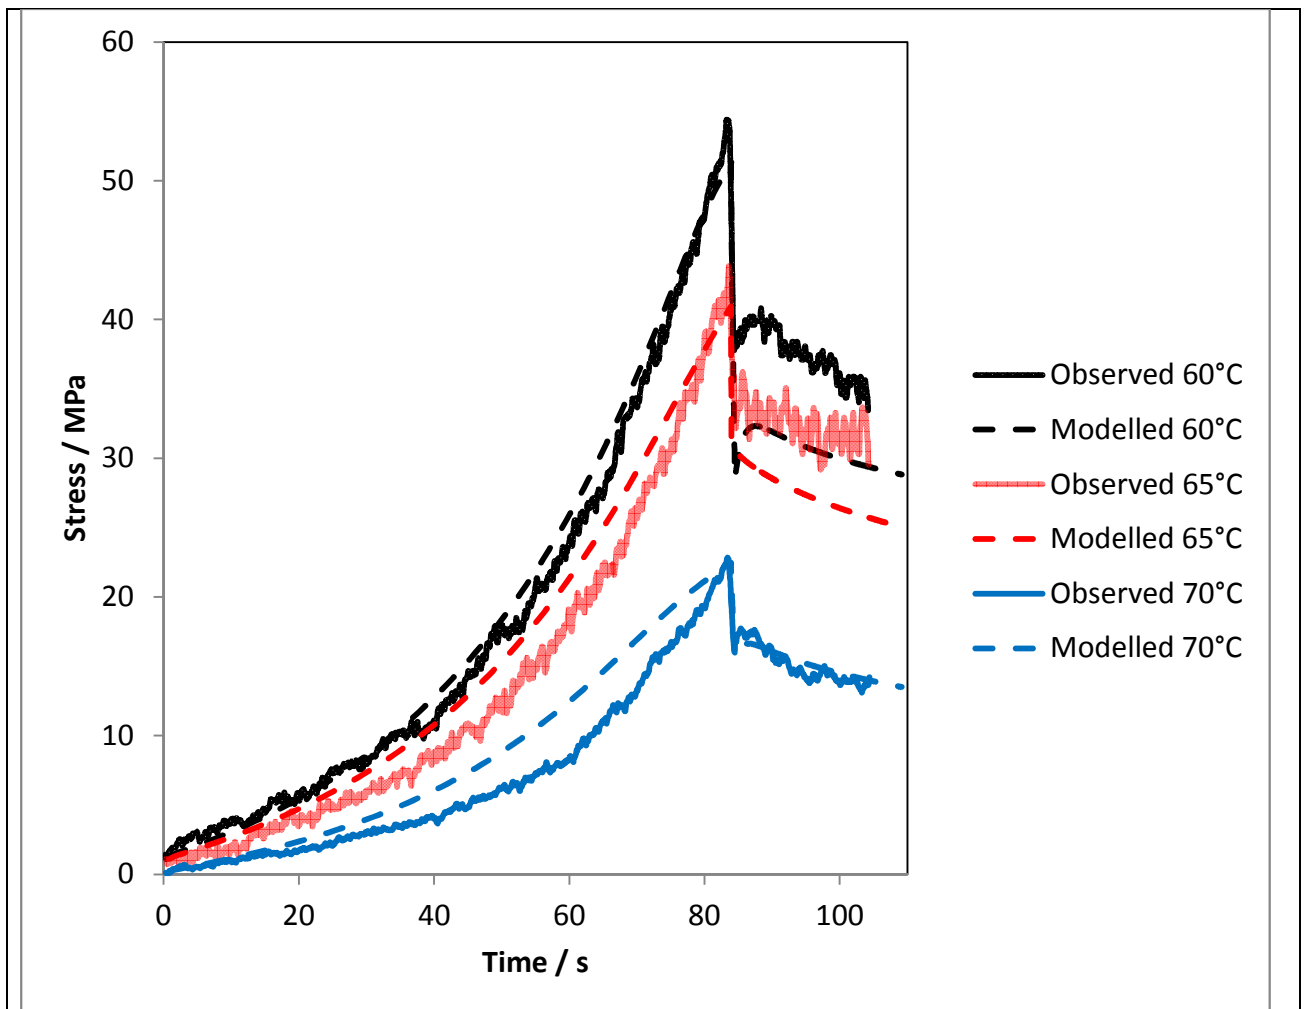 60
50
40
30
20
10
0
Stress / MPa
0 20 40 60 80 100
Time / s
Observed 60°C
Modelled 60°C
Observed 65°C
Modelled 65°C
Observed 70°C
Modelled 70°C